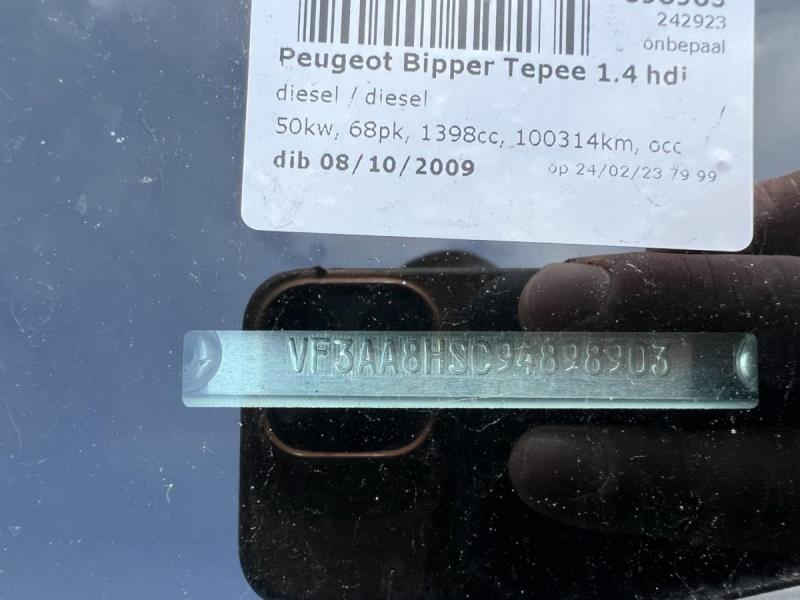 242923
onbepaal
Peugeot Bipper Tepee 1.4 hdi
diesel / diesel
50kw, 68pk, 1398cc, 100314km, occ
dib 08/10/2009
op 24/02/23 79 99
VF3AA8HSC94898903